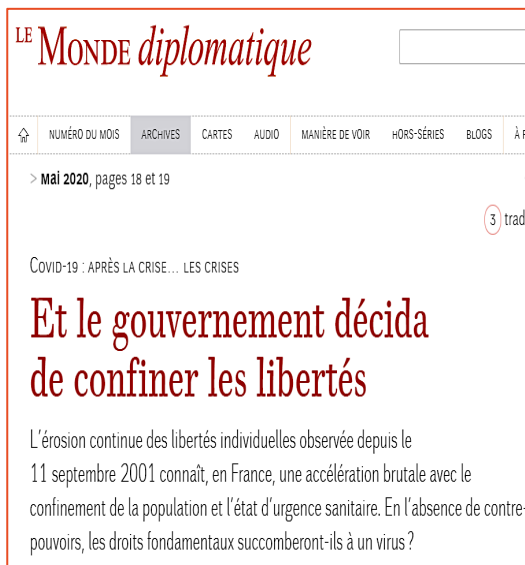 LE MONDE diplomatique
NUMÉRO DU MOIS ARCHIVES CARTES AUDIO MANIÈRE DE VOIR HORS-SÉRIES BLOGS À
> Mai 2020, pages 18 et 19
3 trad
COVID-19 : APRÈS LA CRISE… LES CRISES
Et le gouvernement décida
de confiner les libertés
L'érosion continue des libertés individuelles observée depuis le
11 septembre 2001 connaît, en France, une accélération brutale avec le
confinement de la population et l'état d'urgence sanitaire. En l'absence de contre-
pouvoirs, les droits fondamentaux succomberont-ils à un virus ?